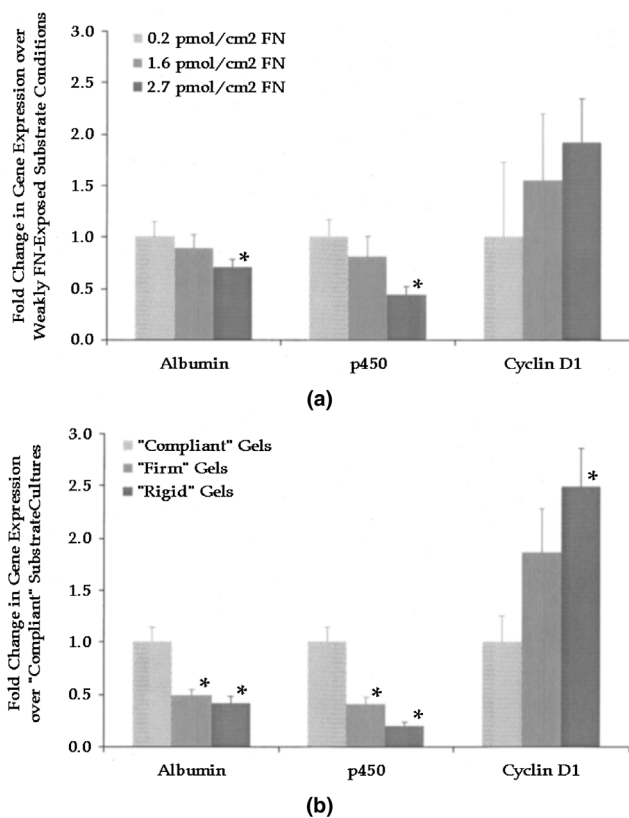 Fold Change in Gene Expression over
Weakly FN-Exposed Substrate Conditions
3.0
2.5
2.0
1.5
1.0
0.5
0.0
0.2 pmol/cm2 FN
1.6 pmol/cm2 FN
2.7 pmol/cm2 FN
*
*
Albumin
p450
Cyclin D1
(a)
Fold Change in Gene Expression
over "Compliant" SubstrateCultures
3.0
2.5
2.0
1.5
1.0
0.5
0.0
"Compliant" Gels
"Firm" Gels
"Rigid" Gels
*
*
*
*
*
Albumin
p450
Cyclin D1
(b)